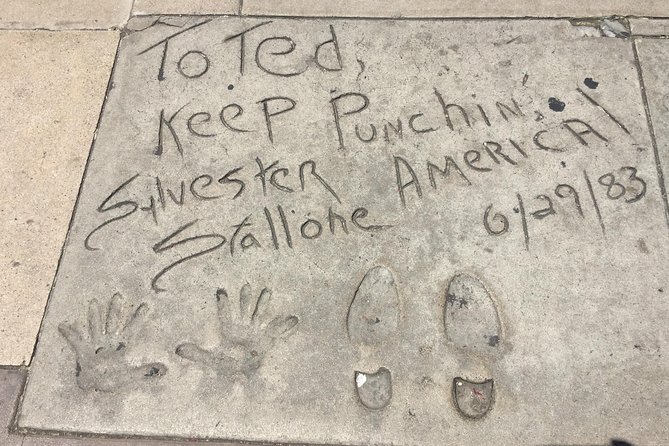 To Ted,
Keep Punchin, America!
Sylvester
Stallone 6/29/83